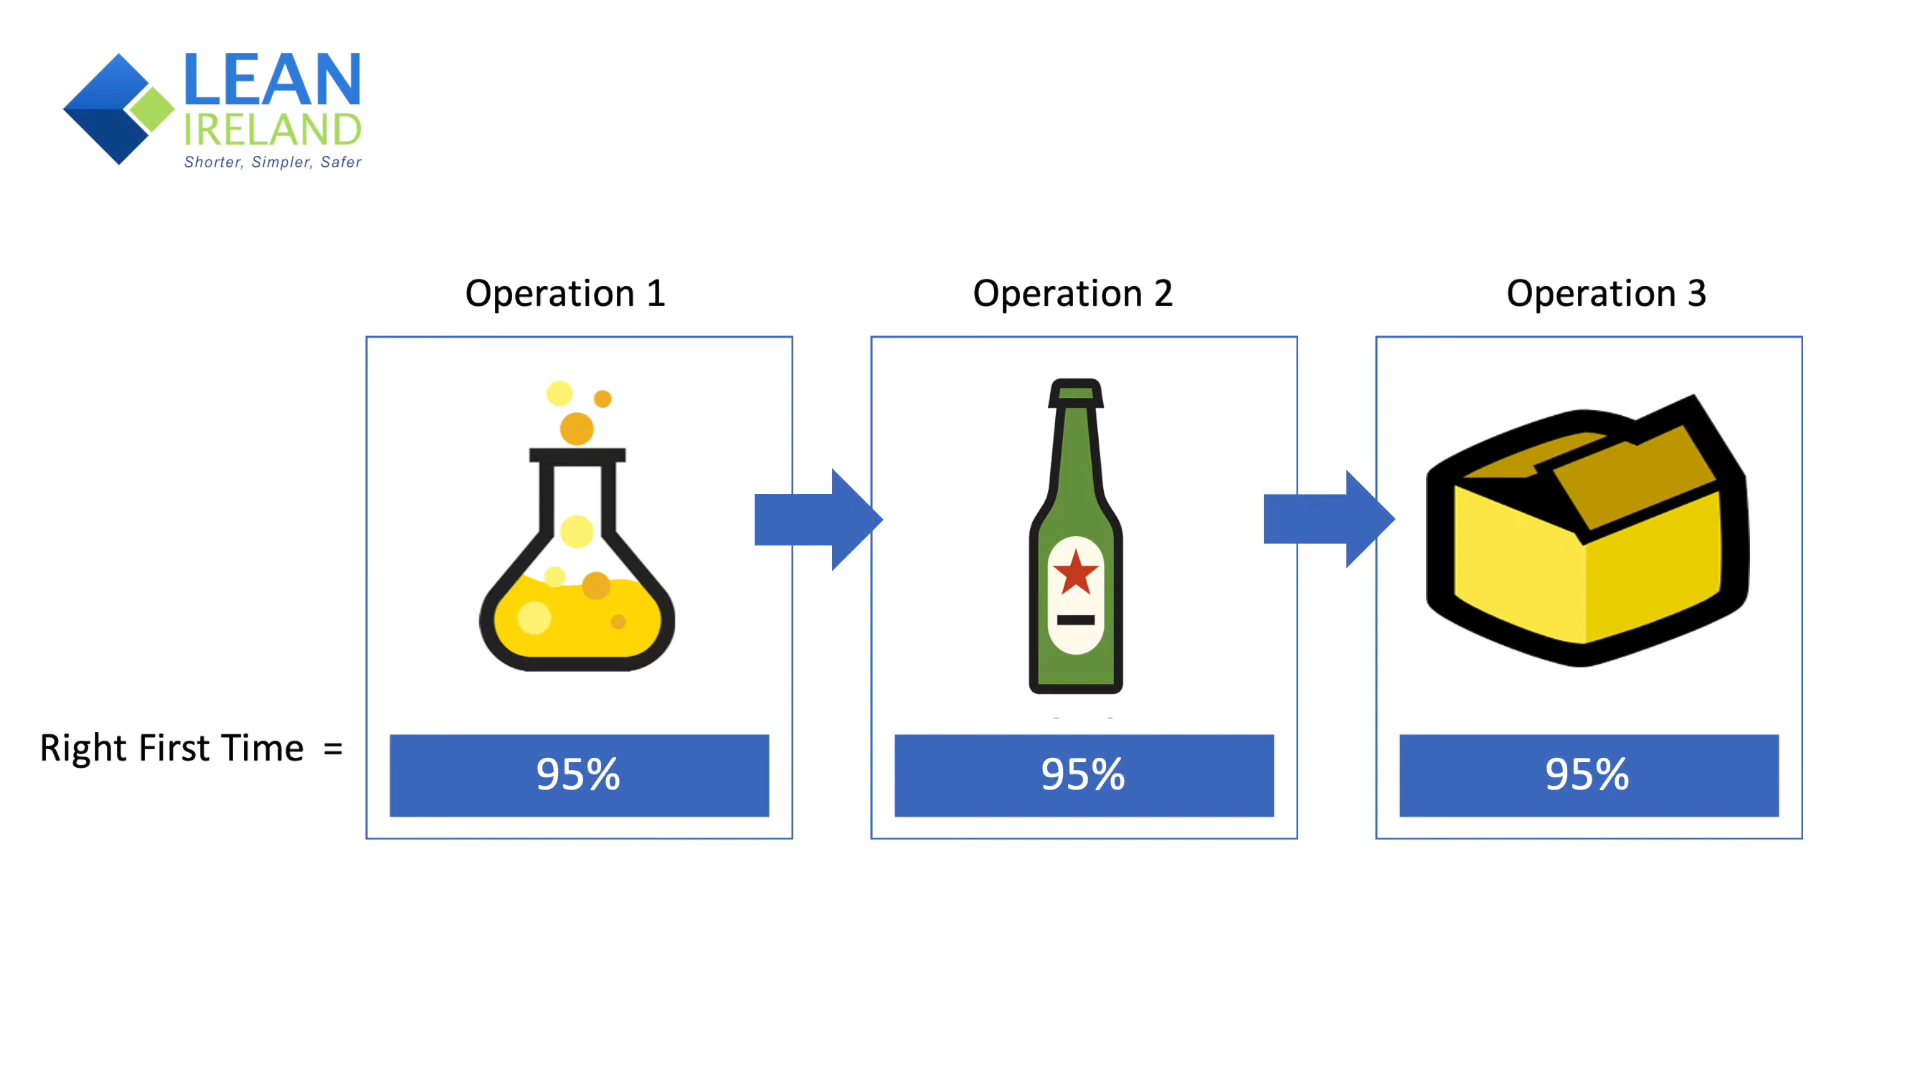 LEAN
IRELAND
Shorter, Simpler, Safer
Operation 1
Operation 2
Operation 3
Right First Time =
95%
95%
95%